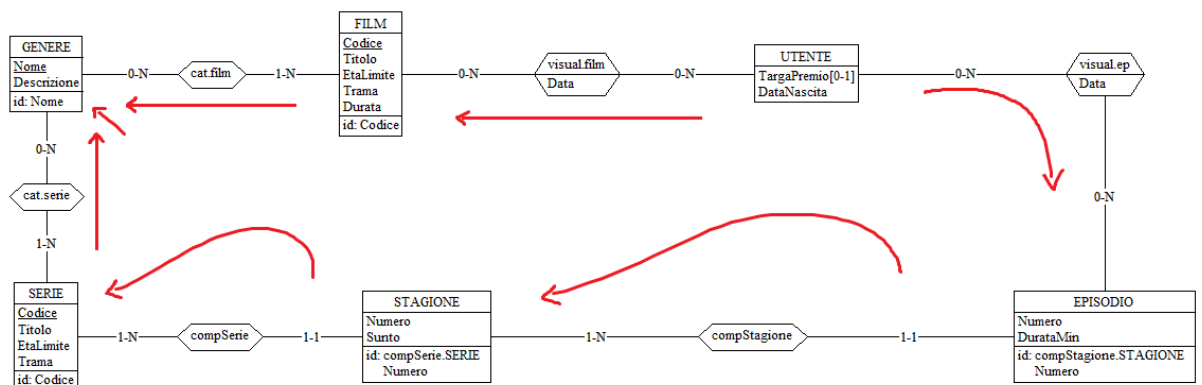 GENERE
Nome
Descrizione
id: Nome
0-N
cat.film
1-N
FILM
Codice
Titolo
EtaLimite
Trama
Durata
id: Codice
0-N
visual.film
Data
0-N
UTENTE
TargaPremio[0-1]
DataNascita
0-N
visual.ep
Data
0-N
cat.serie
1-N
0-N
SERIE
Codice
Titolo
EtaLimite
Trama
id: Codice
1-N
compSerie
1-1
STAGIONE
Numero
Sunto
id: compSerie.SERIE
Numero
1-N
compStagione
1-1
EPISODIO
Numero
DurataMin
id: compStagione.STAGIONE
Numero